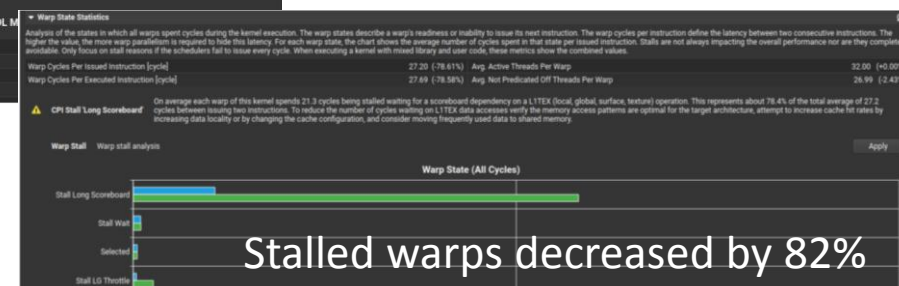 OL M
Warp State Statistics
Analysis of the states in which all warps spent cycles during the kernel execution. The warp states describe a warp's readiness or inability to issue its next instruction. The warp cycles per instruction define the latency between two consecutive instructions. The
higher the value, the more warp parallelism is required to hide this latency. For each warp state, the chart shows the average number of cycles spent in that state per issued instruction. Stalls are not always impacting the overall performance nor are they complete
avoidable. Only focus on stall reasons if the schedulers fail to issue every cycle. When executing a kernel with mixed library and user code, these metrics show the combined values.
Warp Cycles Per Issued Instruction [cycle] 27.20 (-78.61%) Avg. Active Threads Per Warp 32.00 (+0.00
Warp Cycles Per Executed Instruction [cycle] 27.69 (-78.58%) Avg. Not Predicated Off Threads Per Warp 26.99 (-2.43
On average each warp of this kernel spends 21.3 cycles being stalled waiting for a scoreboard dependency on a L1TEX (local, global, surface, texture) operation. This represents about 78.4% of the total average of 27.2
CPI Stall 'Long Scoreboard' cycles between issuing two instructions. To reduce the number of cycles waiting on L1TEX data accesses verify the memory access patterns are optimal for the target architecture, attempt to increase cache hit rates by
increasing data locality or by changing the cache configuration, and consider moving frequently used data to shared memory.
Warp Stall Warp stall analysis Apply
Warp State (All Cycles)
Stall Long Scoreboard
Stall Wait
Selected
Stalled warps decreased by 82%
Stall LG Throttle